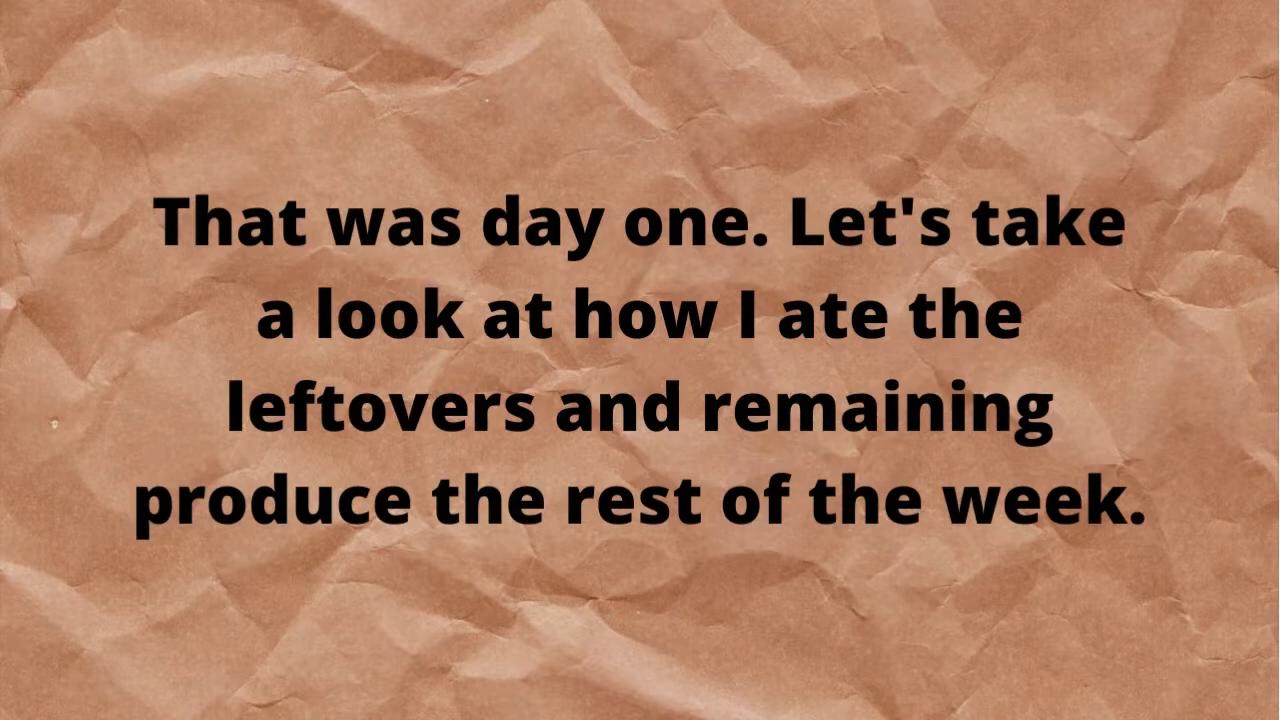 That was day one. Let's take
a look at how I ate the
leftovers and remaining
produce the rest of the week.